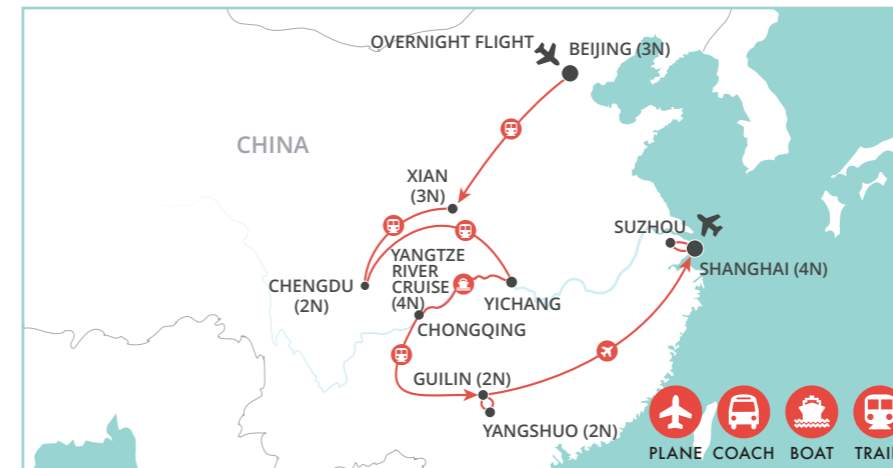 OVERNIGHT FLIGHT
BEIJING (3N)
CHINA
XIAN
(3N)
SUZHOU
SHANGHAI (4N)
YANGTZE
RIVER
CRUISE
(4N)
CHENGDU
(2N)
YICHANG
CHONGQING
GUILIN (2N)
YANGSHUO (2N)
PLANE COACH BOAT TRAI